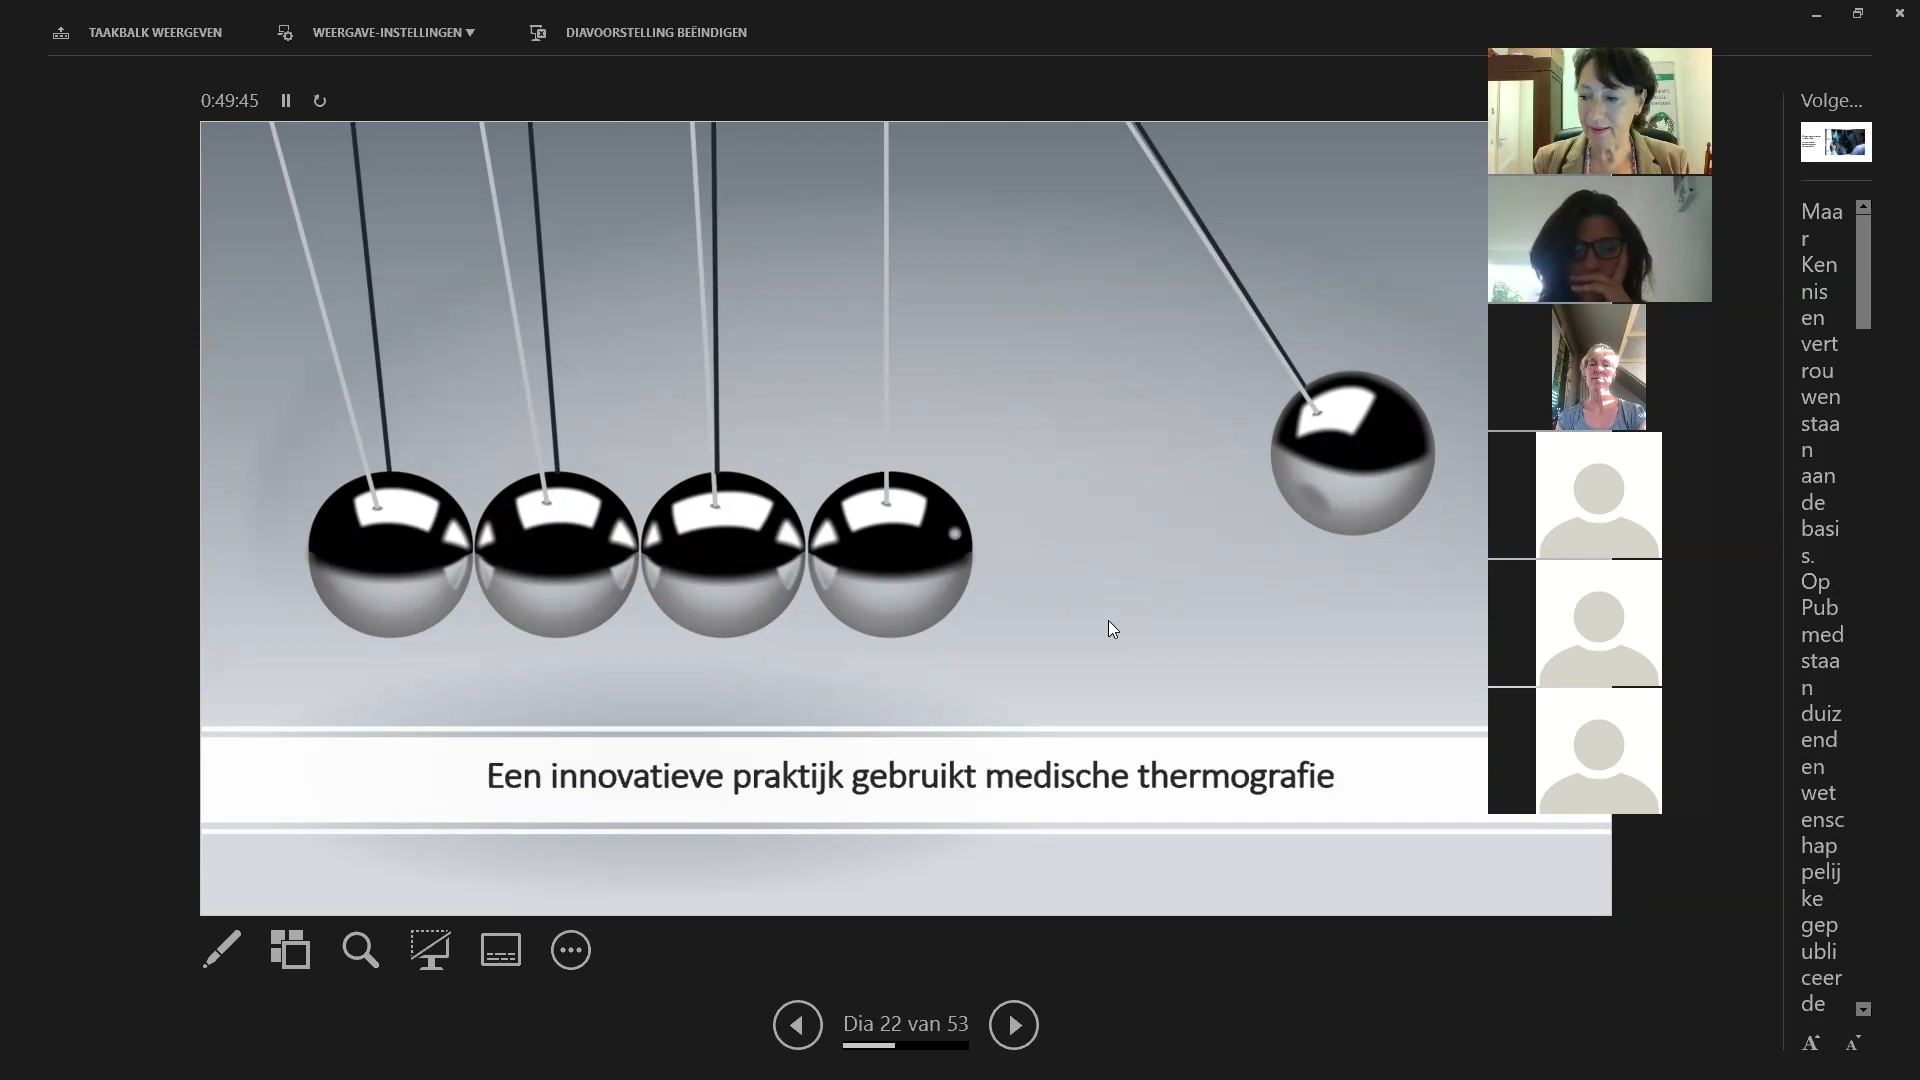 TAAKBALK WEERGEVEN
WEERGAVE-INSTELLINGEN ▼
DIAVOORSTELLING BEËINDIGEN
0:49:45
Een innovatieve praktijk gebruikt medische thermografie
Dia 22 van 53
Volge...
Maa
r
Ken
nis
en
vert
rou
wen
staa
n
aan
de
basi
s.
Op
Pub
med
staa
n
duiz
end
en
wet
ensc
hap
pelij
ke
gep
ubli
ceer
de
A
A